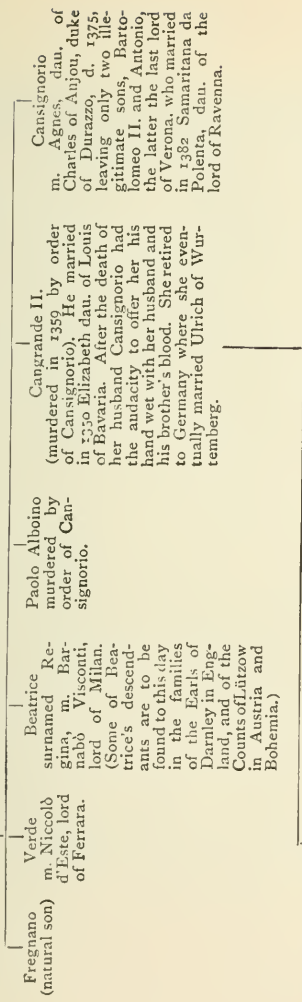 Fregnano
(natural son)
Verde
m. Niccolò
d'Este, lord
of Ferrara.
Beatrice
surnamed Re-
gina, m. Bar-
nabò Visconti,
lord of Milan.
(Some of Bea-
trice's descend-
ants are to be
found to this day
in the families
of the Earls of
Darnley in Eng-
land, and of the
Counts of Lützow
in Austria and
Bohemia.)
Paolo Alboino
murdered by
order of Can-
signorio.
Cangrande II.
(murdered in 1359 by order
of Cansignorio). He married
in 1350 Elizabeth dau. of Louis
of Bavaria. After the death of
her husband Cansignorio had
the audacity to offer her his
hand wet with her husband and
his brother's blood. She retired
to Germany where she even-
tually married Ulrich of Wur-
temberg.
Cansignorio
m. Agnes, dau. of
Charles of Anjou, duke
of Durazzo, d. 1375,
leaving only two ille-
gitimate sons, Barto-
lomeo II. and Antonio,
the latter the last lord
of Verona, who married
in 1382 Samaritana da
Polenta, dau. of the
lord of Ravenna.